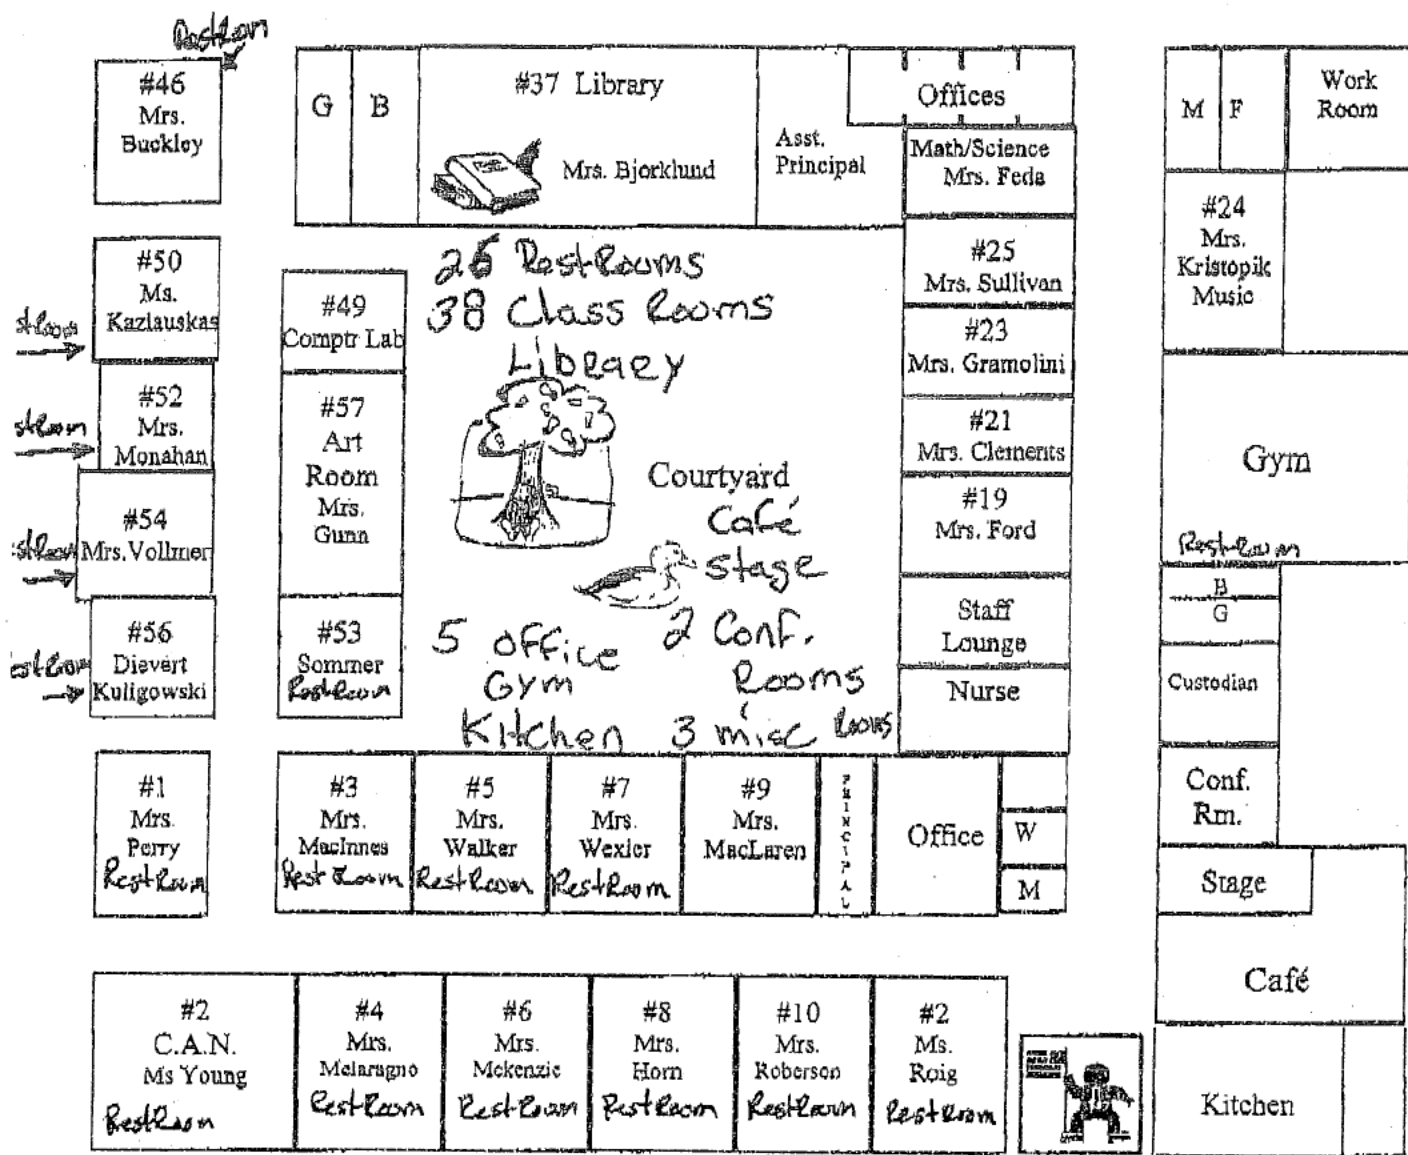 RestRoom
#46
Mrs.
Buckley
G
B
#37 Library
Mrs. Bjorklund
Asst.
Principal
Offices
Math/Science
Mrs. Feda
M
F
Work
Room
#24
Mrs.
Kristopik
Music
#50
Ms.
Kazlauskas
#49
Comptr Lab
26 RestRooms
38 Class Rooms
Library
#25
Mrs. Sullivan
#23
Mrs. Gramolini
stRoom
#52
Mrs.
Monahan
stRoom
#57
Art
Room
Mrs.
Gunn
Courtyard
Café
stage
#21
Mrs. Clements
#19
Mrs. Ford
Gym
RestRoom
#54
Mrs. Vollmer
stRoom
B
G
#56
Dievert
Kuligowski
estRoom
#53
Sommer
RestRoom
5 office
Gym
Kitchen
2 Conf.
Rooms
3 misc Rooms
Staff
Lounge
Nurse
Custodian
#1
Mrs.
Perry
RestRoom
#3
Mrs.
MacInnes
RestRoom
#5
Mrs.
Walker
RestRoom
#7
Mrs.
Wexler
RestRoom
#9
Mrs.
MacLaren
PRINCIPAL
Office
W
M
Conf.
Rm.
Stage
Café
#2
C.A.N.
Ms Young
RestRoom
#4
Mrs.
Melaragno
RestRoom
#6
Mrs.
Mckenzie
RestRoom
#8
Mrs.
Horn
RestRoom
#10
Mrs.
Roberson
RestRoom
#2
Ms.
Roig
RestRoom
Kitchen